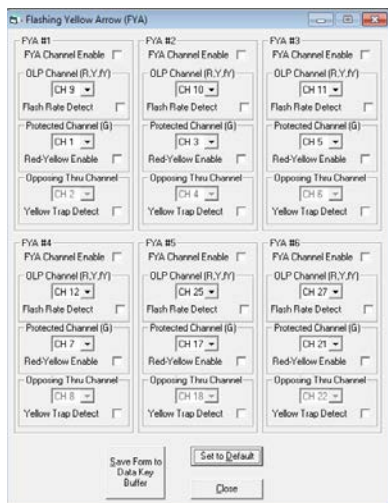 Flashing Yellow Arrow (FYA)
FYA #1
FYA Channel Enable
OLP Channel (R,Y,fY)
CH 9
Flash Rate Detect
Protected Channel (G)
CH 1
Red-Yellow Enable
Opposing Thru Channel
CH 2
Yellow Trap Detect
FYA #2
FYA Channel Enable
OLP Channel (R,Y,fY)
CH 10
Flash Rate Detect
Protected Channel (G)
CH 3
Red-Yellow Enable
Opposing Thru Channel
CH 4
Yellow Trap Detect
FYA #3
FYA Channel Enable
OLP Channel (R,Y,fY)
CH 11
Flash Rate Detect
Protected Channel (G)
CH 5
Red-Yellow Enable
Opposing Thru Channel
CH 6
Yellow Trap Detect
FYA #4
FYA Channel Enable
OLP Channel (R,Y,fY)
CH 12
Flash Rate Detect
Protected Channel (G)
CH 7
Red-Yellow Enable
Opposing Thru Channel
CH 8
Yellow Trap Detect
FYA #5
FYA Channel Enable
OLP Channel (R,Y,fY)
CH 25
Flash Rate Detect
Protected Channel (G)
CH 17
Red-Yellow Enable
Opposing Thru Channel
CH 18
Yellow Trap Detect
FYA #6
FYA Channel Enable
OLP Channel (R,Y,fY)
CH 27
Flash Rate Detect
Protected Channel (G)
CH 21
Red-Yellow Enable
Opposing Thru Channel
CH 22
Yellow Trap Detect
Save Form to
Data Key
Buffer
Set to Default
Close